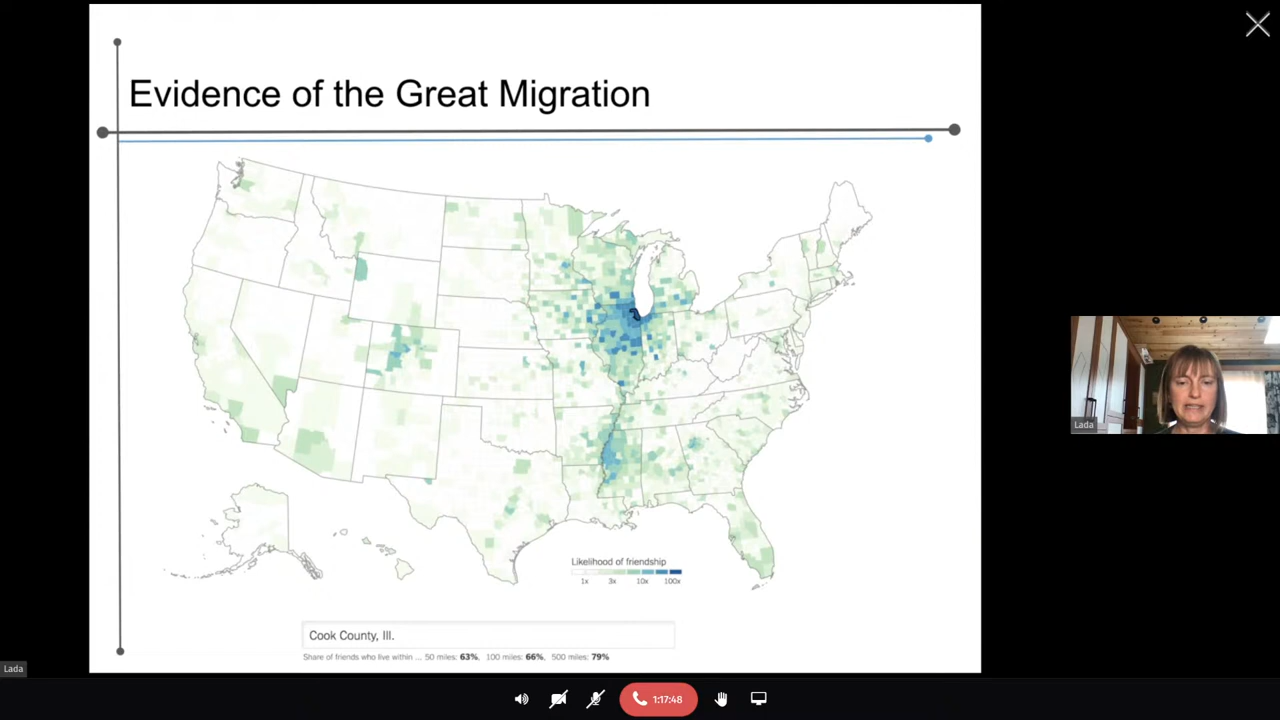 Evidence of the Great Migration
Likelihood of friendship
1x 3x 10x 100x
Cook County, Ill.
Share of friends who live within ... 50 miles: 63%, 100 miles: 66%, 500 miles: 79%
Lada
Lada
1:17:48